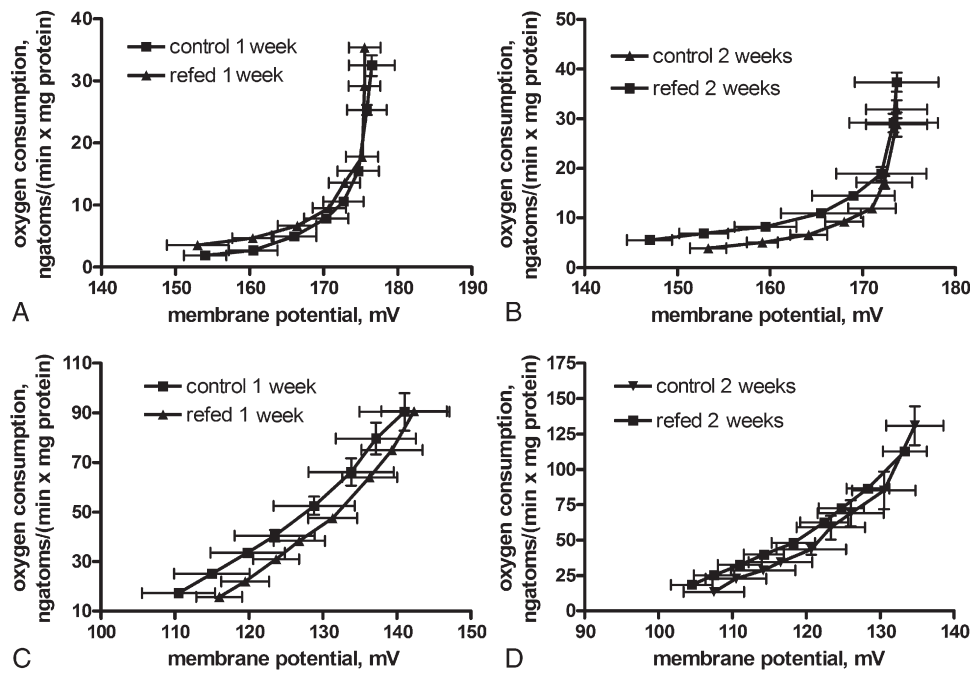 A
oxygen consumption,
ngatoms/(min x mg protein)
40
30
20
10
0
control 1 week
refed 1 week
140 150 160 170 180 190
membrane potential, mV
B
oxygen consumption,
ngatoms/(min x mg protein)
50
40
30
20
10
0
control 2 weeks
refed 2 weeks
140 150 160 170 180
membrane potential, mV
C
oxygen consumption,
ngatoms/(min x mg protein)
110
90
70
50
30
10
control 1 week
refed 1 week
100 110 120 130 140 150
membrane potential, mV
D
oxygen consumption,
ngatoms/(min x mg protein)
175
150
125
100
75
50
25
0
control 2 weeks
refed 2 weeks
90 100 110 120 130 140
membrane potential, mV